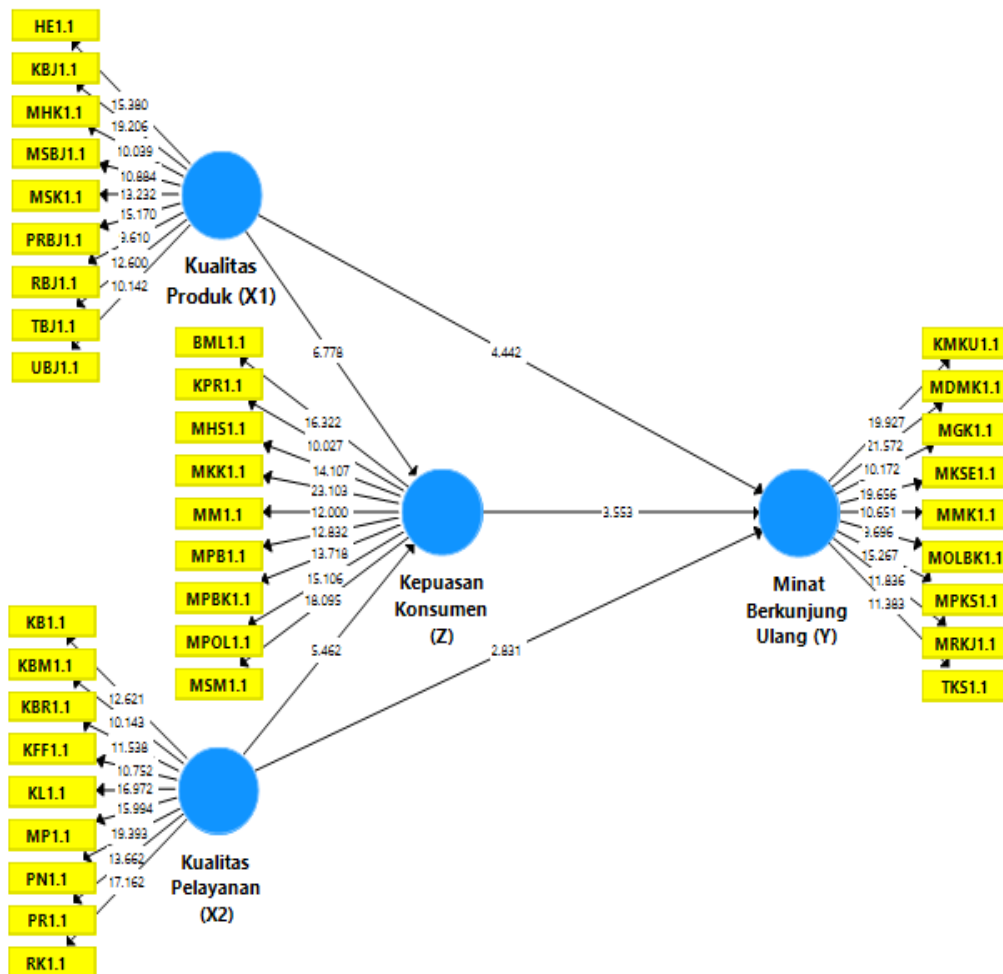 HE1.1
KBJ1.1
MHK1.1
MSBJ1.1
MSK1.1
PRBJ1.1
RBJ1.1
TBJ1.1
UBJ1.1
15.380
19.206
10.039
10.884
13.232
15.170
9.610
12.600
10.142
Kualitas
Produk (X1)
6.778
4.442
BML1.1
KPR1.1
MHS1.1
MKK1.1
MM1.1
MPB1.1
MPBK1.1
MPOL1.1
MSM1.1
16.322
10.027
14.107
23.103
12.000
12.832
13.718
15.106
18.095
Kepuasan
Konsumen
(Z)
3.553
5.462
2.831
KMKU1.1
MDMK1.1
MGK1.1
MKSE1.1
MMK1.1
MOLBK1.1
MPKS1.1
MRKJ1.1
TKS1.1
19.927
21.572
10.172
19.656
10.651
9.696
15.267
11.836
11.383
Minat
Berkunjung
Ulang (Y)
KB1.1
KBM1.1
KBR1.1
KFF1.1
KL1.1
MP1.1
PN1.1
PR1.1
RK1.1
12.621
10.143
11.538
10.752
16.972
15.994
19.393
13.662
17.162
Kualitas
Pelayanan
(X2)